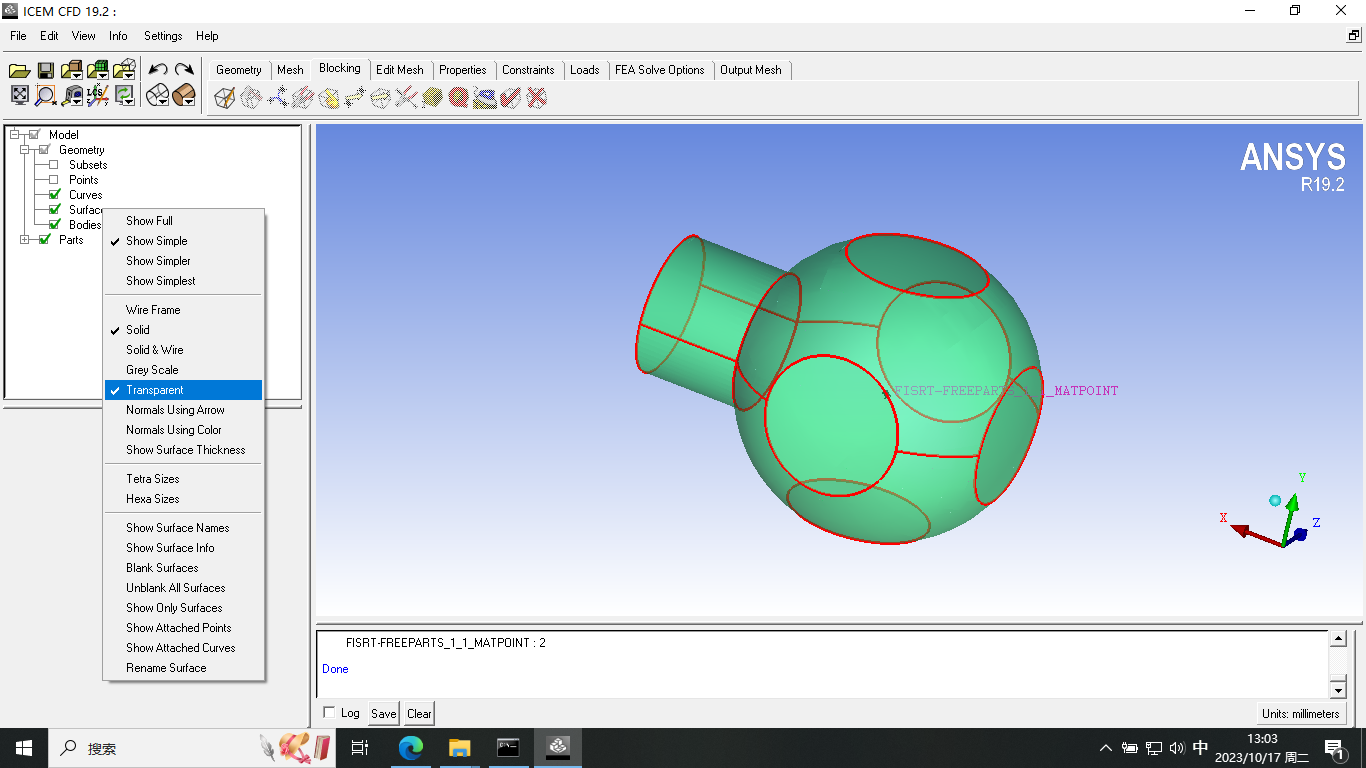 ICEM CFD 19.2 :
File Edit View Info Settings Help
Geometry Mesh Blocking Edit Mesh Properties Constraints Loads FEA Solve Options Output Mesh
LCS
Model
Geometry
Subsets
Points
Curves
Surfac
Bodies
Parts
Show Full
Show Simple
Show Simpler
Show Simplest
Wire Frame
Solid
Solid & Wire
Grey Scale
Transparent
Normals Using Arrow
Normals Using Color
Show Surface Thickness
Tetra Sizes
Hexa Sizes
Show Surface Names
Show Surface Info
Blank Surfaces
Unblank All Surfaces
Show Only Surfaces
Show Attached Points
Show Attached Curves
Rename Surface
ANSYS
R19.2
FISRT-FREEPARTS_1_1_MATPOINT
Y
X
Z
FISRT-FREEPARTS_1_1_MATPOINT : 2
Done
Log Save Clear
Units: millimeters
搜索
中
13:03
2023/10/17 周二
1